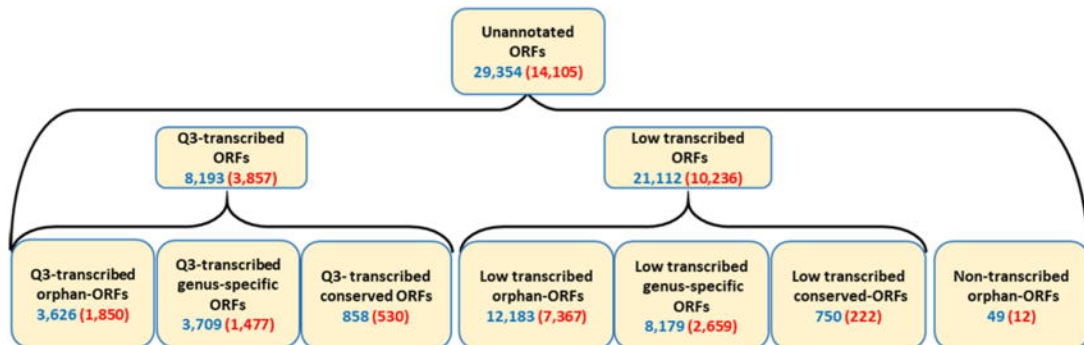 Unannotated
ORFs
29,354 (14,105)
Q3-transcribed
ORFs
8,193 (3,857)
Low transcribed
ORFs
21,112 (10,236)
Q3-transcribed
orphan-ORFs
3,626 (1,850)
Q3-transcribed
genus-specific
ORFs
3,709 (1,477)
Q3- transcribed
conserved ORFs
858 (530)
Low transcribed
orphan-ORFs
12,183 (7,367)
Low transcribed
genus-specific
ORFs
8,179 (2,659)
Low transcribed
conserved-ORFs
750 (222)
Non-transcribed
orphan-ORFs
49 (12)